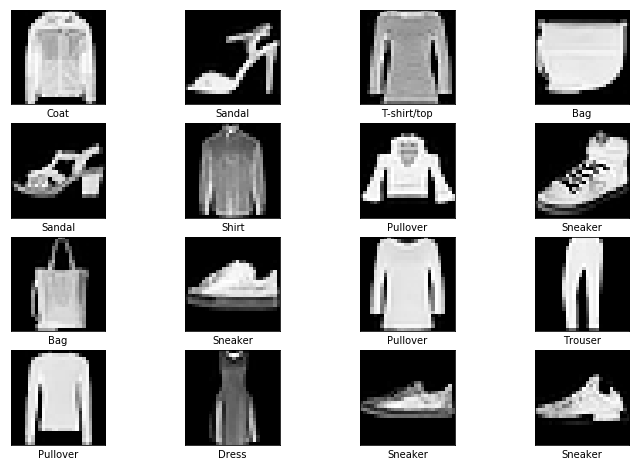 Coat
Sandal
T-shirt/top
Bag
Sandal
Shirt
Pullover
Sneaker
Bag
Sneaker
Pullover
Trouser
Pullover
Dress
Sneaker
Sneaker